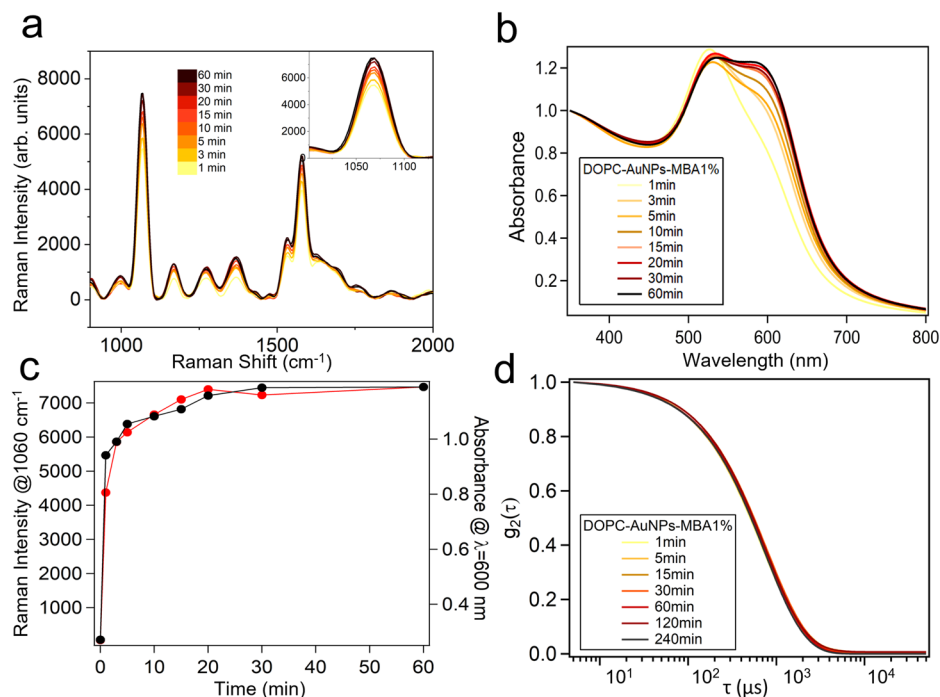 a
Raman Intensity (arb. units)
8000
6000
4000
2000
0
1000
1500
2000
Raman Shift (cm-1)
60 min
30 min
20 min
15 min
10 min
5 min
3 min
1 min
6000
4000
2000
0
1050
1100
b
Absorbance
1.2
1.0
0.8
0.6
0.4
0.2
400
500
600
700
800
Wavelength (nm)
DOPC-AuNPs-MBA1%
1min
3min
5min
10min
15min
20min
30min
60min
c
Raman Intensity @1060 cm-1
7000
6000
5000
4000
3000
2000
1000
0
10
20
30
40
50
60
Time (min)
1.0
0.8
0.6
0.4
Absorbance @ λ=600 nm
d
g2(τ)
1.0
0.8
0.6
0.4
0.2
0.0
101
102
103
104
τ (μs)
DOPC-AuNPs-MBA1%
1min
5min
15min
30min
60min
120min
240min